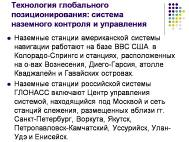 Технология глобального
позиционирования: система
наземного контроля и управления
Наземные станции американской системы
навигации работают на базе ВВС США в
Колорадо-Спрингс и станциях, расположенных
на о-вах Вознесения, Диего-Гарсия, атолле
Кваджалейн и Гавайских островах.
Наземные станции российской системы
ГЛОНАСС включают Центр управления
системой, находящийся под Москвой и сеть
станций слежения, размещенных вблизи гг.
Санкт-Петербург, Воркута, Якутск,
Петропавловск-Камчатский, Уссурийск, Улан-
Удэ и Енисейск.